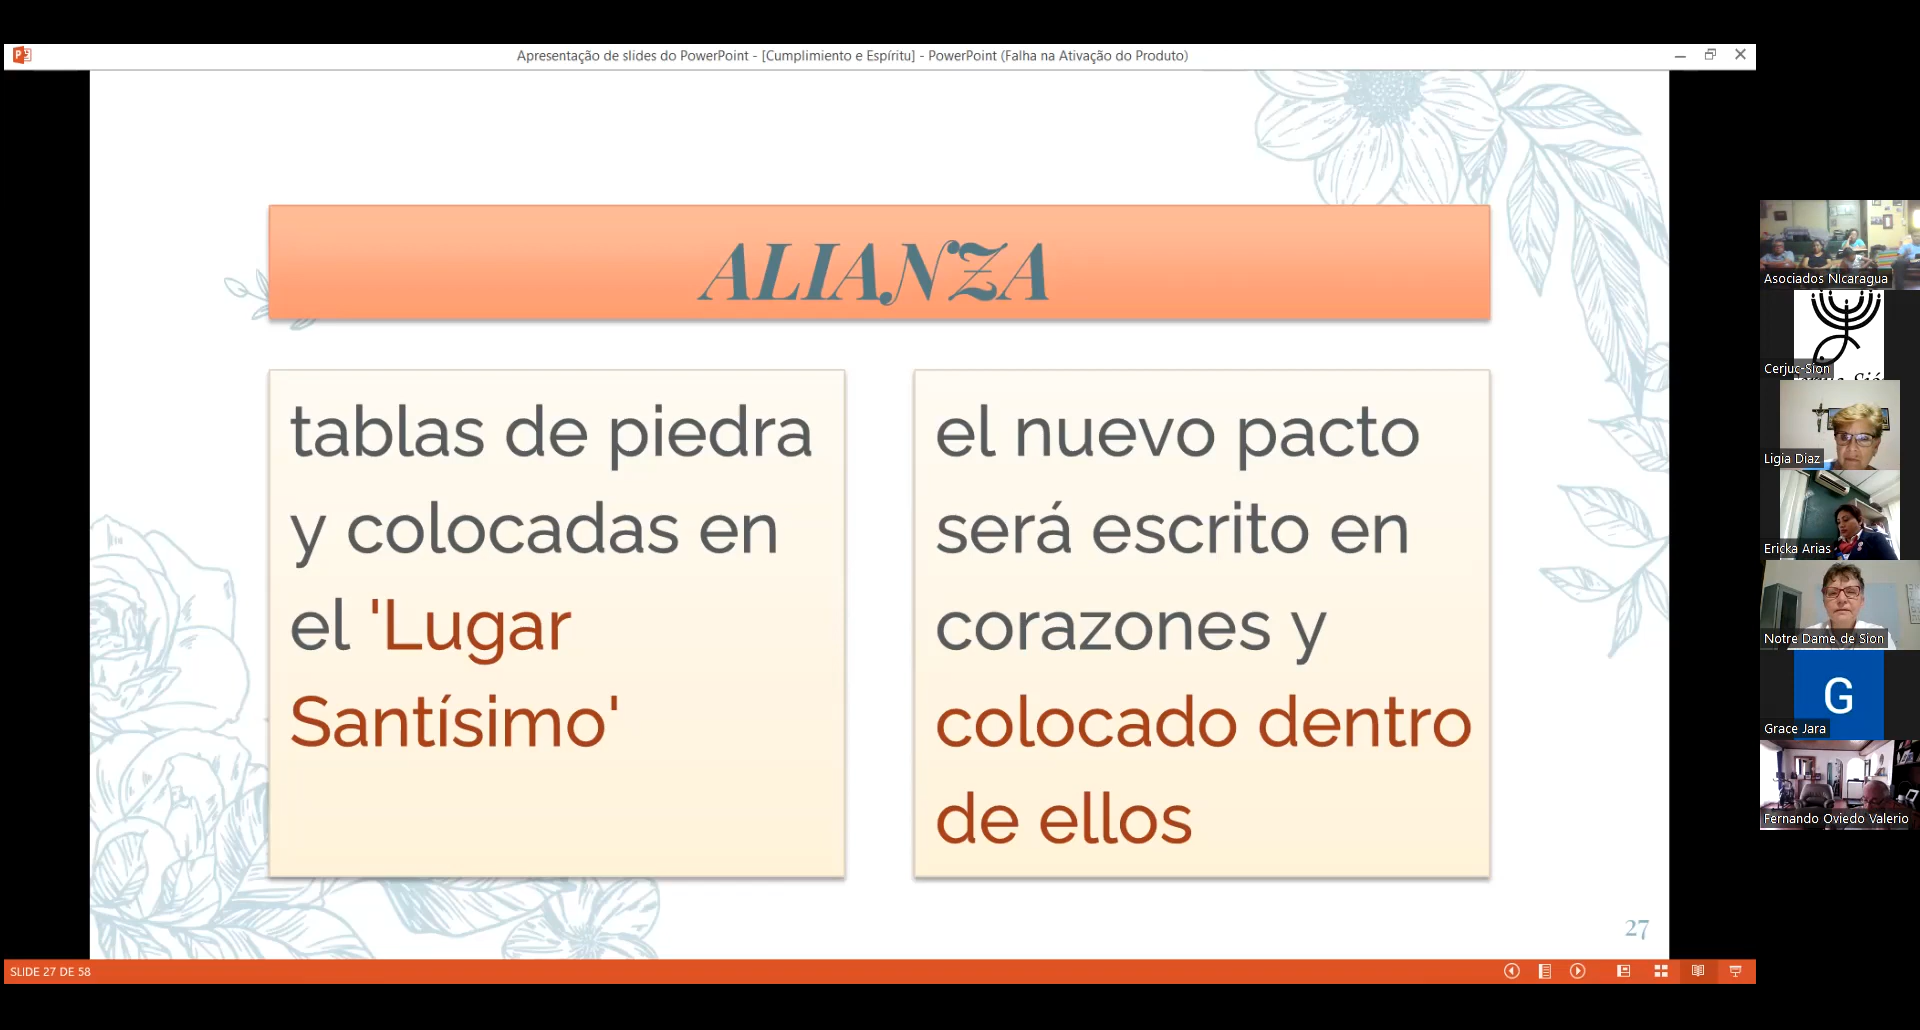 Apresentação de slides do PowerPoint - [Cumplimiento e Espíritu] - PowerPoint (Falha na Ativação do Produto)
ALIANZA
tablas de piedra
y colocadas en
el 'Lugar
Santísimo'
el nuevo pacto
será escrito en
corazones y
colocado dentro
de ellos
27
SLIDE 27 DE 58
Asociados NIcaragua
Cerjuc-Sion
Ligia Diaz
Ericka Arias
Notre Dame de Sion
G
Grace Jara
Fernando Oviedo Valerio